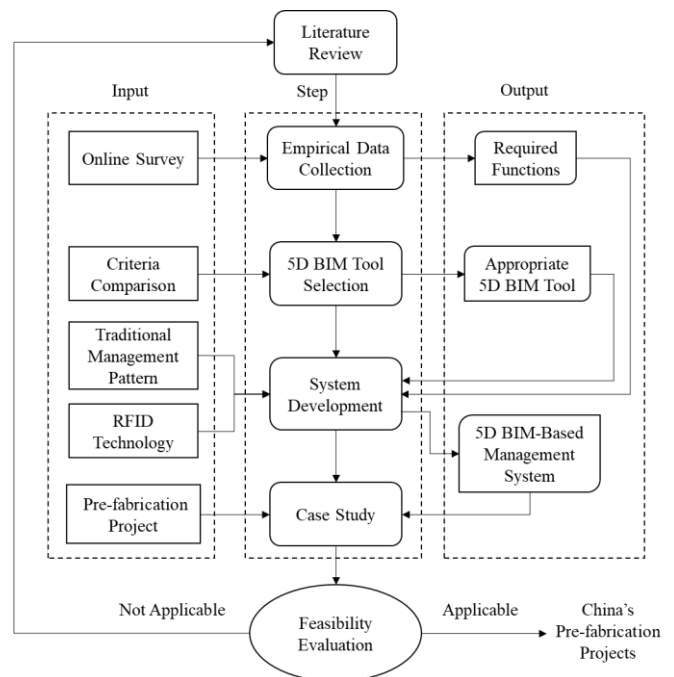 Literature
Review
Input
Step
Output
Online Survey
Empirical Data
Collection
Required
Functions
Criteria
Comparison
5D BIM Tool
Selection
Appropriate
5D BIM Tool
Traditional
Management
Pattern
RFID
Technology
System
Development
5D BIM-Based
Management
System
Pre-fabrication
Project
Case Study
Not Applicable
Feasibility
Evaluation
Applicable
China's
Pre-fabrication
Projects